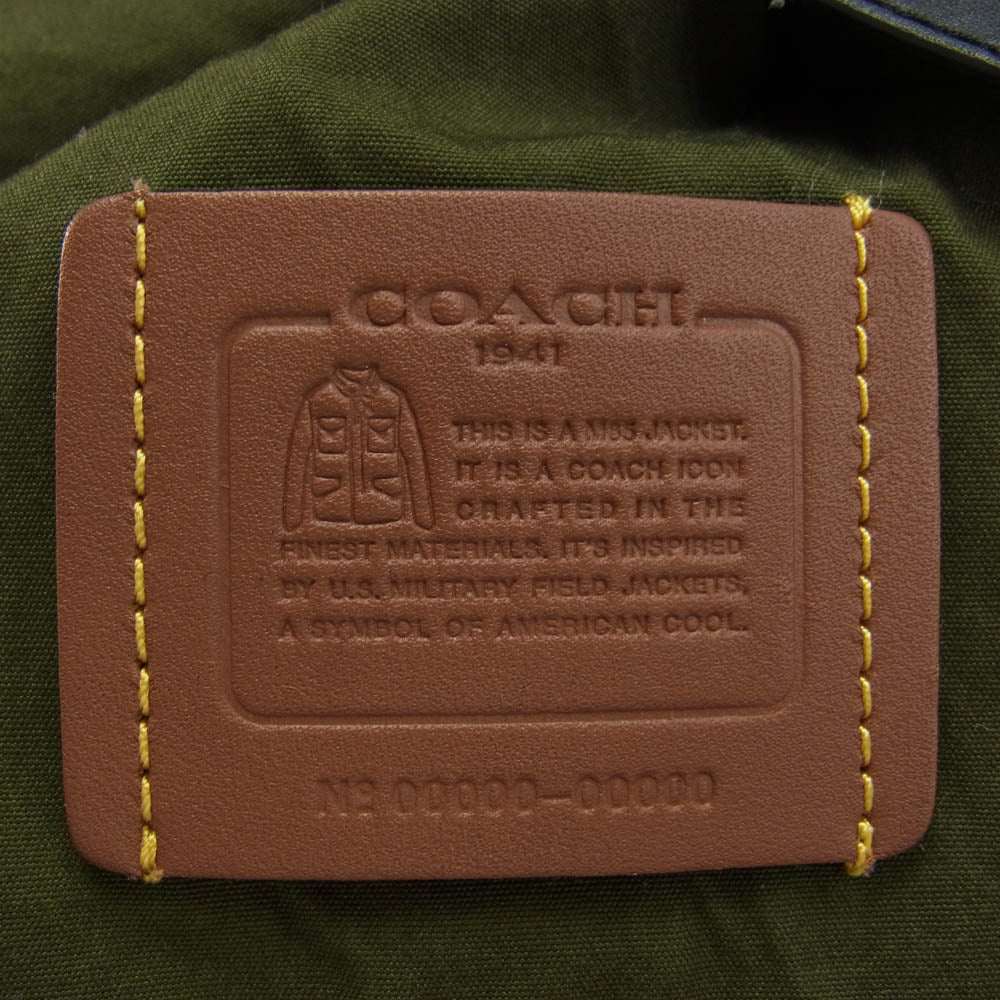 COACH
1941
THIS IS A M65 JACKET.
IT IS A COACH ICON
CRAFTED IN THE
FINEST MATERIALS. IT'S INSPIRED
BY U.S. MILITARY FIELD JACKETS,
A SYMBOL OF AMERICAN COOL.
Nº 00000-00000